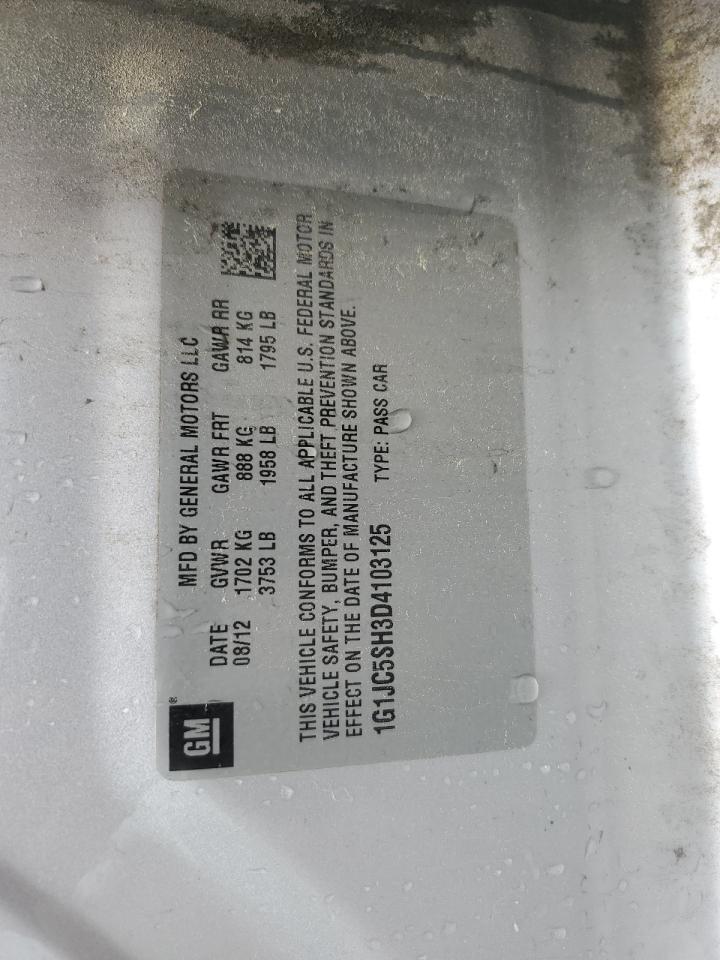 GM ®
MFD BY GENERAL MOTORS LLC
DATE GVWR GAWR FRT GAWR RR
08/12 1702 KG 888 KG 814 KG
3753 LB 1958 LB 1795 LB
THIS VEHICLE CONFORMS TO ALL APPLICABLE U.S. FEDERAL MOTOR
VEHICLE SAFETY, BUMPER, AND THEFT PREVENTION STANDARDS IN
EFFECT ON THE DATE OF MANUFACTURE SHOWN ABOVE.
1G1JC5SH3D4103125 TYPE: PASS CAR